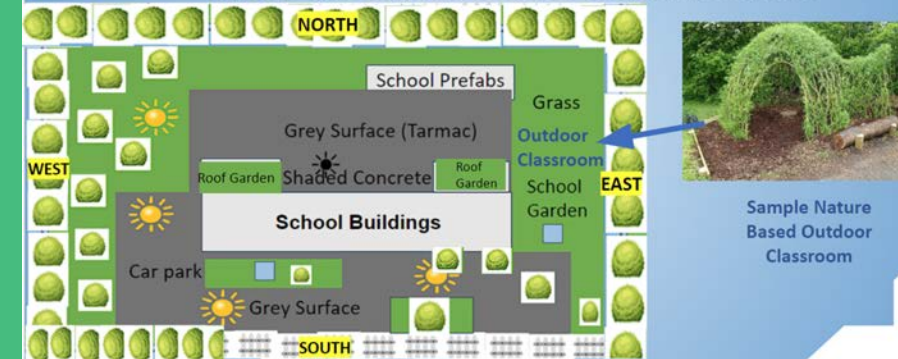 NORTH
School Prefabs
Grass
Grey Surface (Tarmac)
Outdoor
Classroom
WEST
Roof Garden
Shaded Concrete
Roof
Garden
School
Garden
EAST
School Buildings
Sample Nature
Based Outdoor
Classroom
Car park
Grey Surface
SOUTH